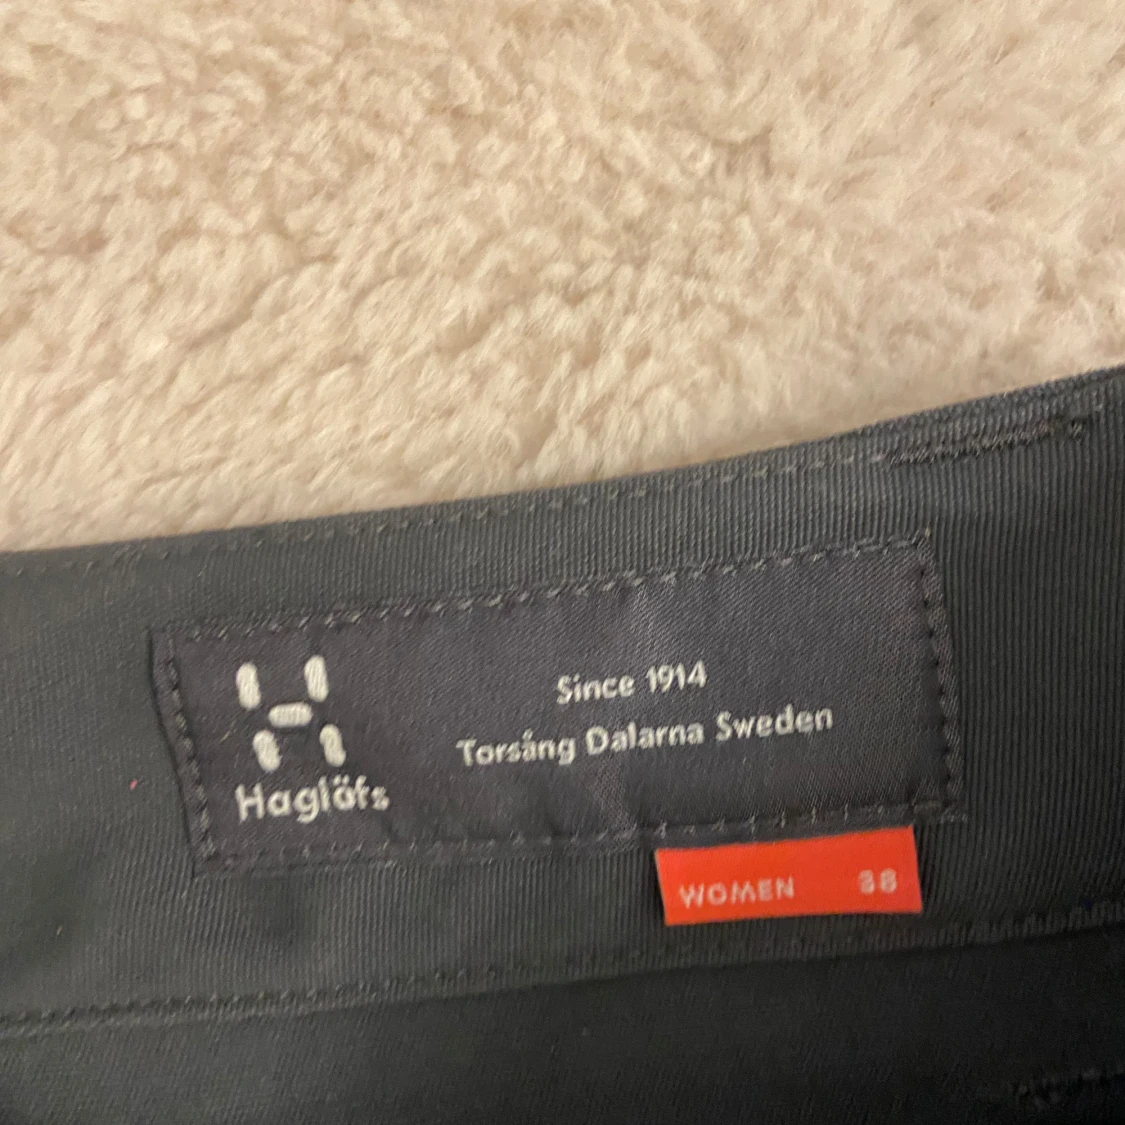 Since 1914
Torsång Dalarna Sweden
Haglöfs
WOMEN 38